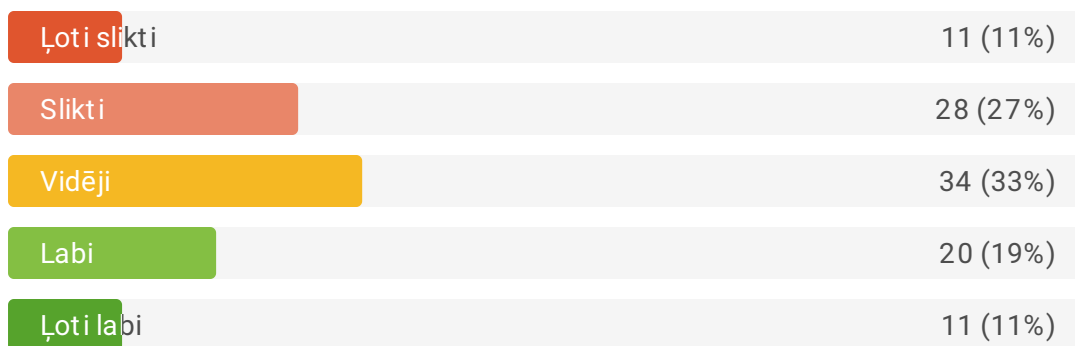 Ļoti slikti 11 (11%)
Slikti 28 (27%)
Vidēji 34 (33%)
Labi 20 (19%)
Ļoti labi 11 (11%)